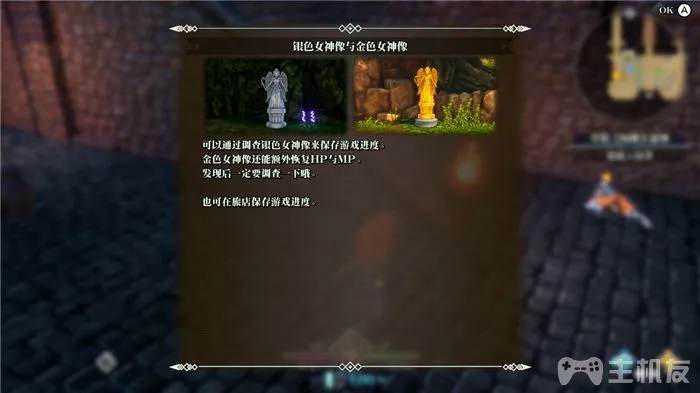 OK A
银色女神像与金色女神像
可以通过调查银色女神像来保存游戏进度。
金色女神像还能额外恢复HP与MP。
发现后一定要调查一下哦。
也可在旅店保存游戏进度。
主机友